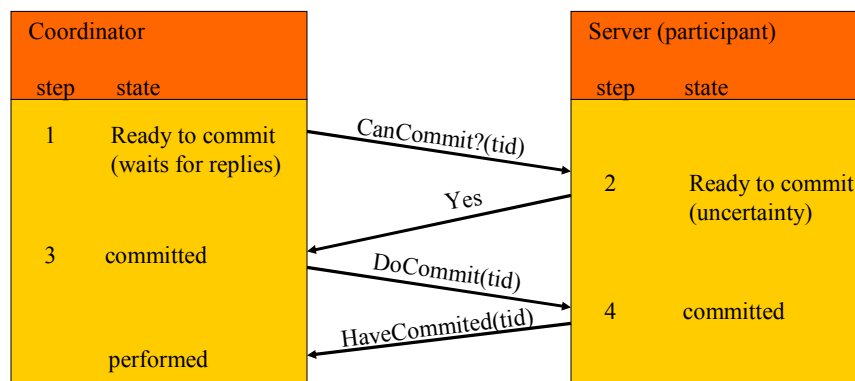 Coordinator
step state
1 Ready to commit
(waits for replies)
3 committed
performed
CanCommit?(tid)
Yes
DoCommit(tid)
HaveCommited(tid)
Server (participant)
step state
2 Ready to commit
(uncertainty)
4 committed